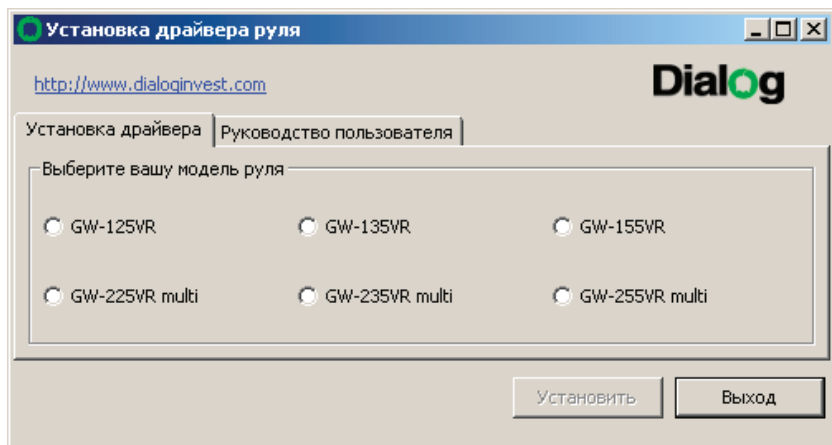 Установка драйвера руля
http://www.dialoginvest.com
Dialog
Установка драйвера Руководство пользователя
Выберите вашу модель руля
GW-125VR GW-135VR GW-155VR
GW-225VR multi GW-235VR multi GW-255VR multi
Установить Выход